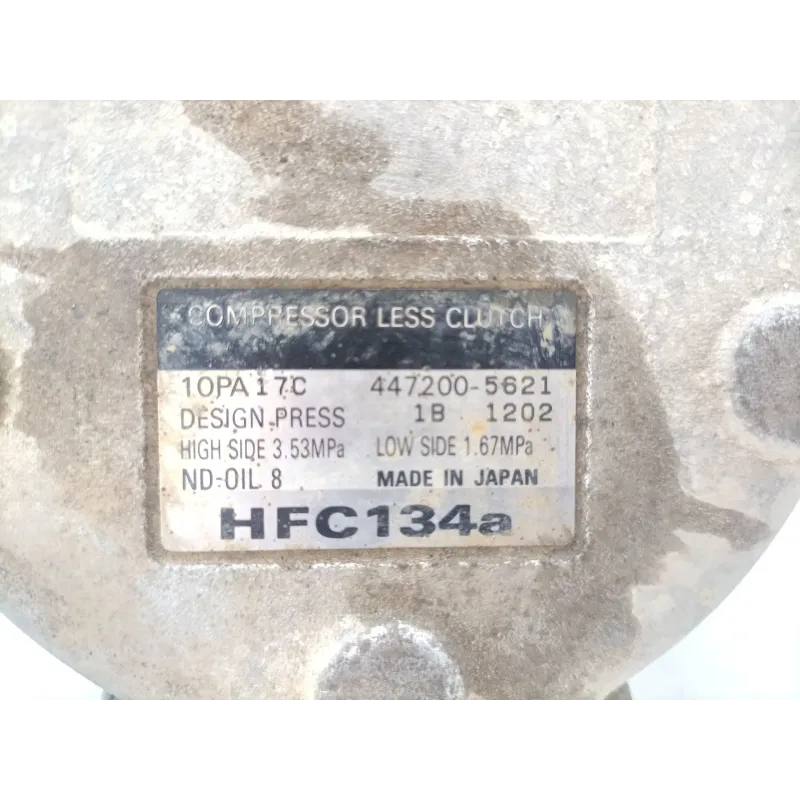 COMPRESSOR LESS CLUTCH
10PA17C 447200-5621
DESIGN PRESS 1B 1202
HIGH SIDE 3.53MPa LOW SIDE 1.67MPa
ND-OIL 8 MADE IN JAPAN
HFC134a